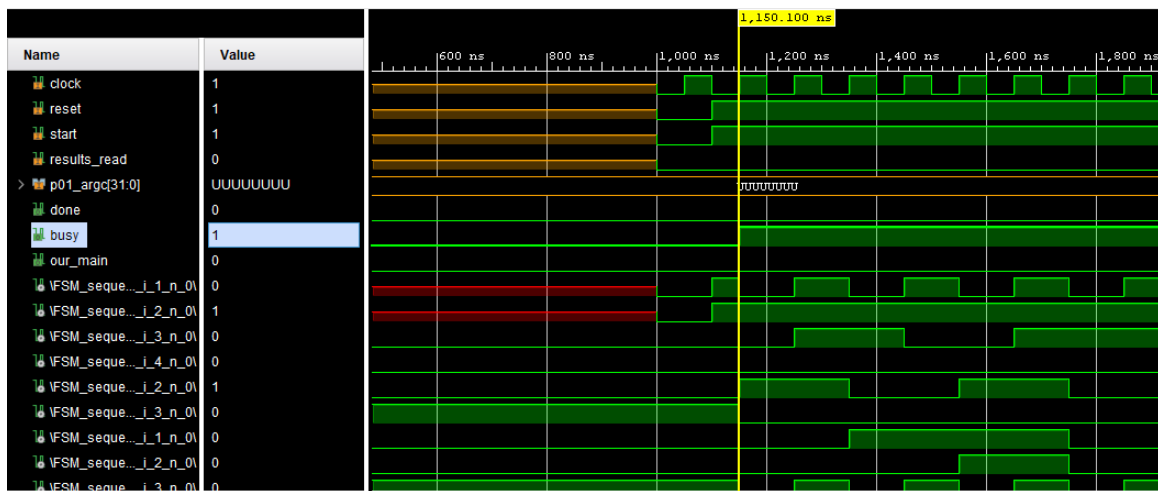 1,150.100 ns
Name Value
600 ns 800 ns 1,000 ns 1,200 ns 1,400 ns 1,600 ns 1,800 ns
clock 1
reset 1
start 1
results_read 0
> p01_argc[31:0] UUUUUUUU UUUUUUUU
done 0
busy 1
our_main 0
\FSM_seque..._i_1_n_0\ 0
\FSM_seque..._i_2_n_0\ 1
\FSM_seque..._i_3_n_0\ 0
\FSM_seque..._i_4_n_0\ 0
\FSM_seque..._i_2_n_0\ 1
\FSM_seque..._i_3_n_0\ 0
\FSM_seque..._i_1_n_0\ 0
\FSM_seque..._i_2_n_0\ 0
\FSM_seque..._i_3_n_0\ 0